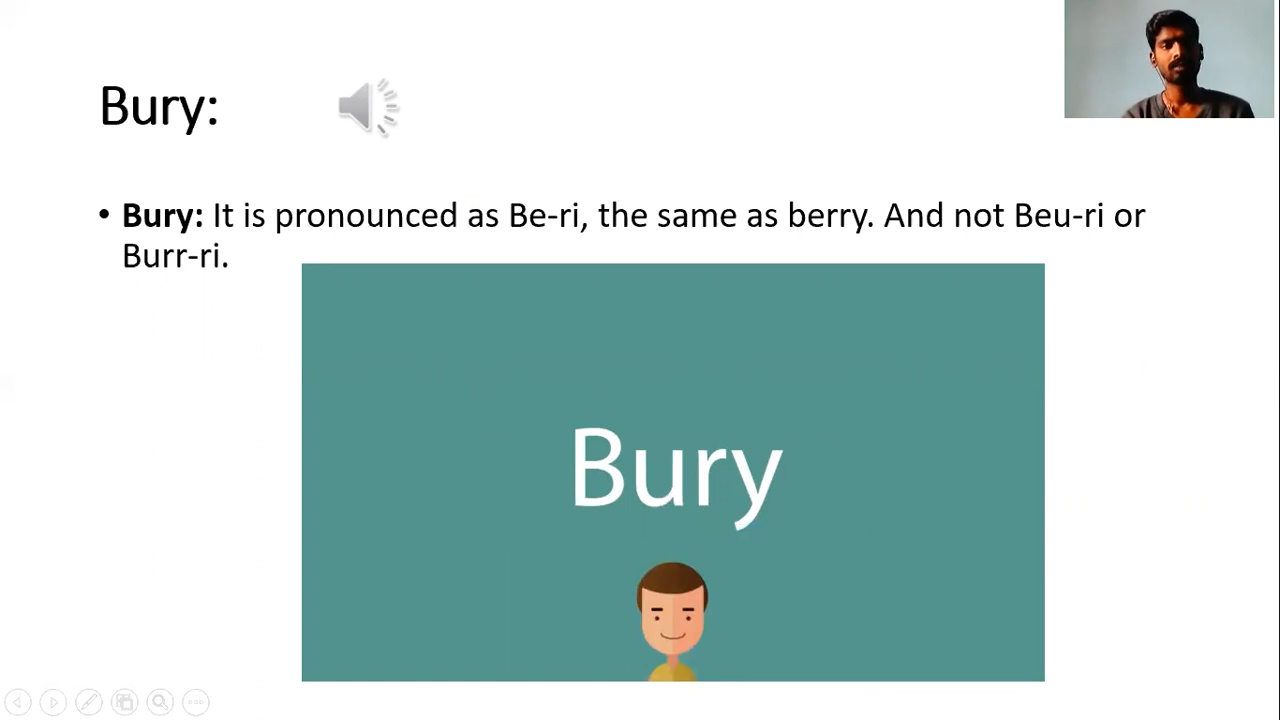 Bury:
• Bury: It is pronounced as Be-ri, the same as berry. And not Beu-ri or
Burr-ri.
Bury